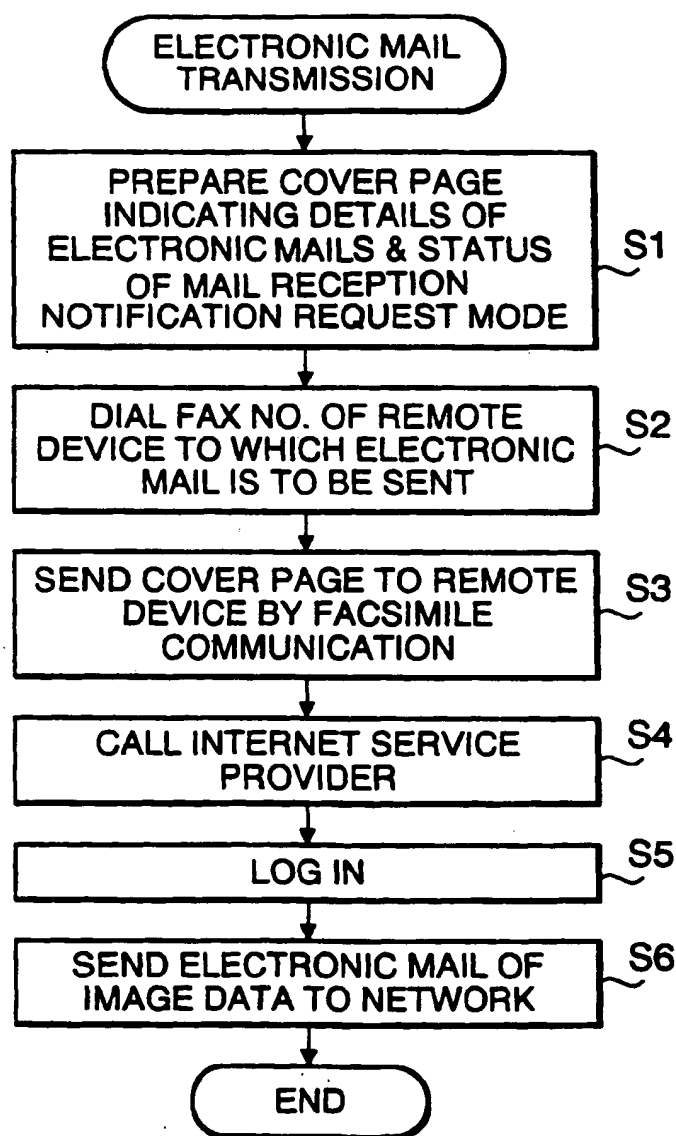 ELECTRONIC MAIL
TRANSMISSION
PREPARE COVER PAGE
INDICATING DETAILS OF
ELECTRONIC MAILS & STATUS
OF MAIL RECEPTION
NOTIFICATION REQUEST MODE
S1
DIAL FAX NO. OF REMOTE
DEVICE TO WHICH ELECTRONIC
MAIL IS TO BE SENT
S2
SEND COVER PAGE TO REMOTE
DEVICE BY FACSIMILE
COMMUNICATION
S3
CALL INTERNET SERVICE
PROVIDER
S4
LOG IN
S5
SEND ELECTRONIC MAIL OF
IMAGE DATA TO NETWORK
S6
END